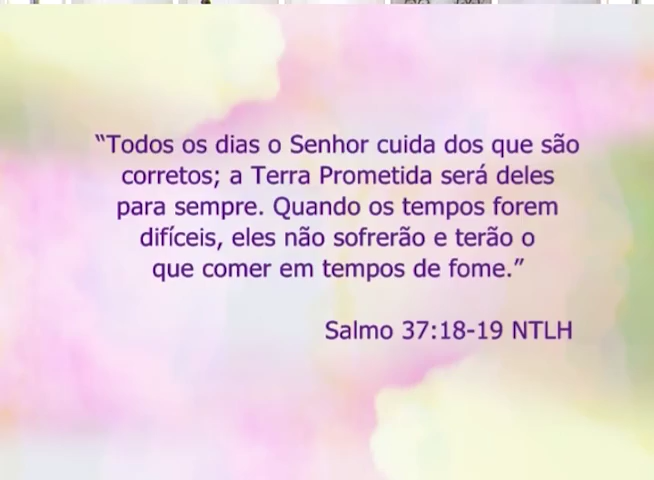 “Todos os dias o Senhor cuida dos que são
corretos; a Terra Prometida será deles
para sempre. Quando os tempos forem
difíceis, eles não sofrerão e terão o
que comer em tempos de fome.”
Salmo 37:18-19 NTLH